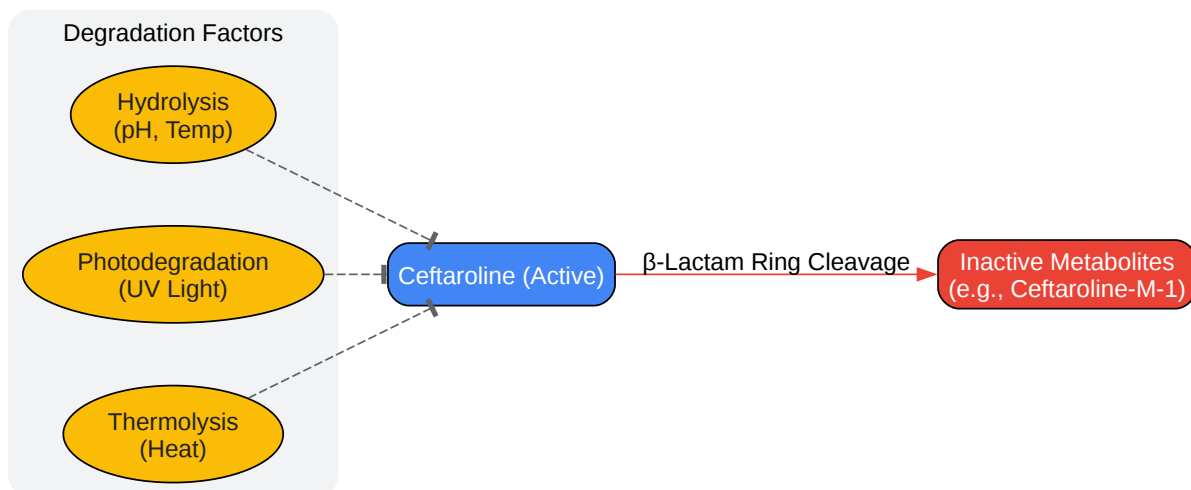 Degradation Factors
Hydrolysis
(pH, Temp)
Photodegradation
(UV Light)
Thermolysis
(Heat)
Ceftaroline (Active)
β-Lactam Ring Cleavage
Inactive Metabolites
(e.g., Ceftaroline-M-1)